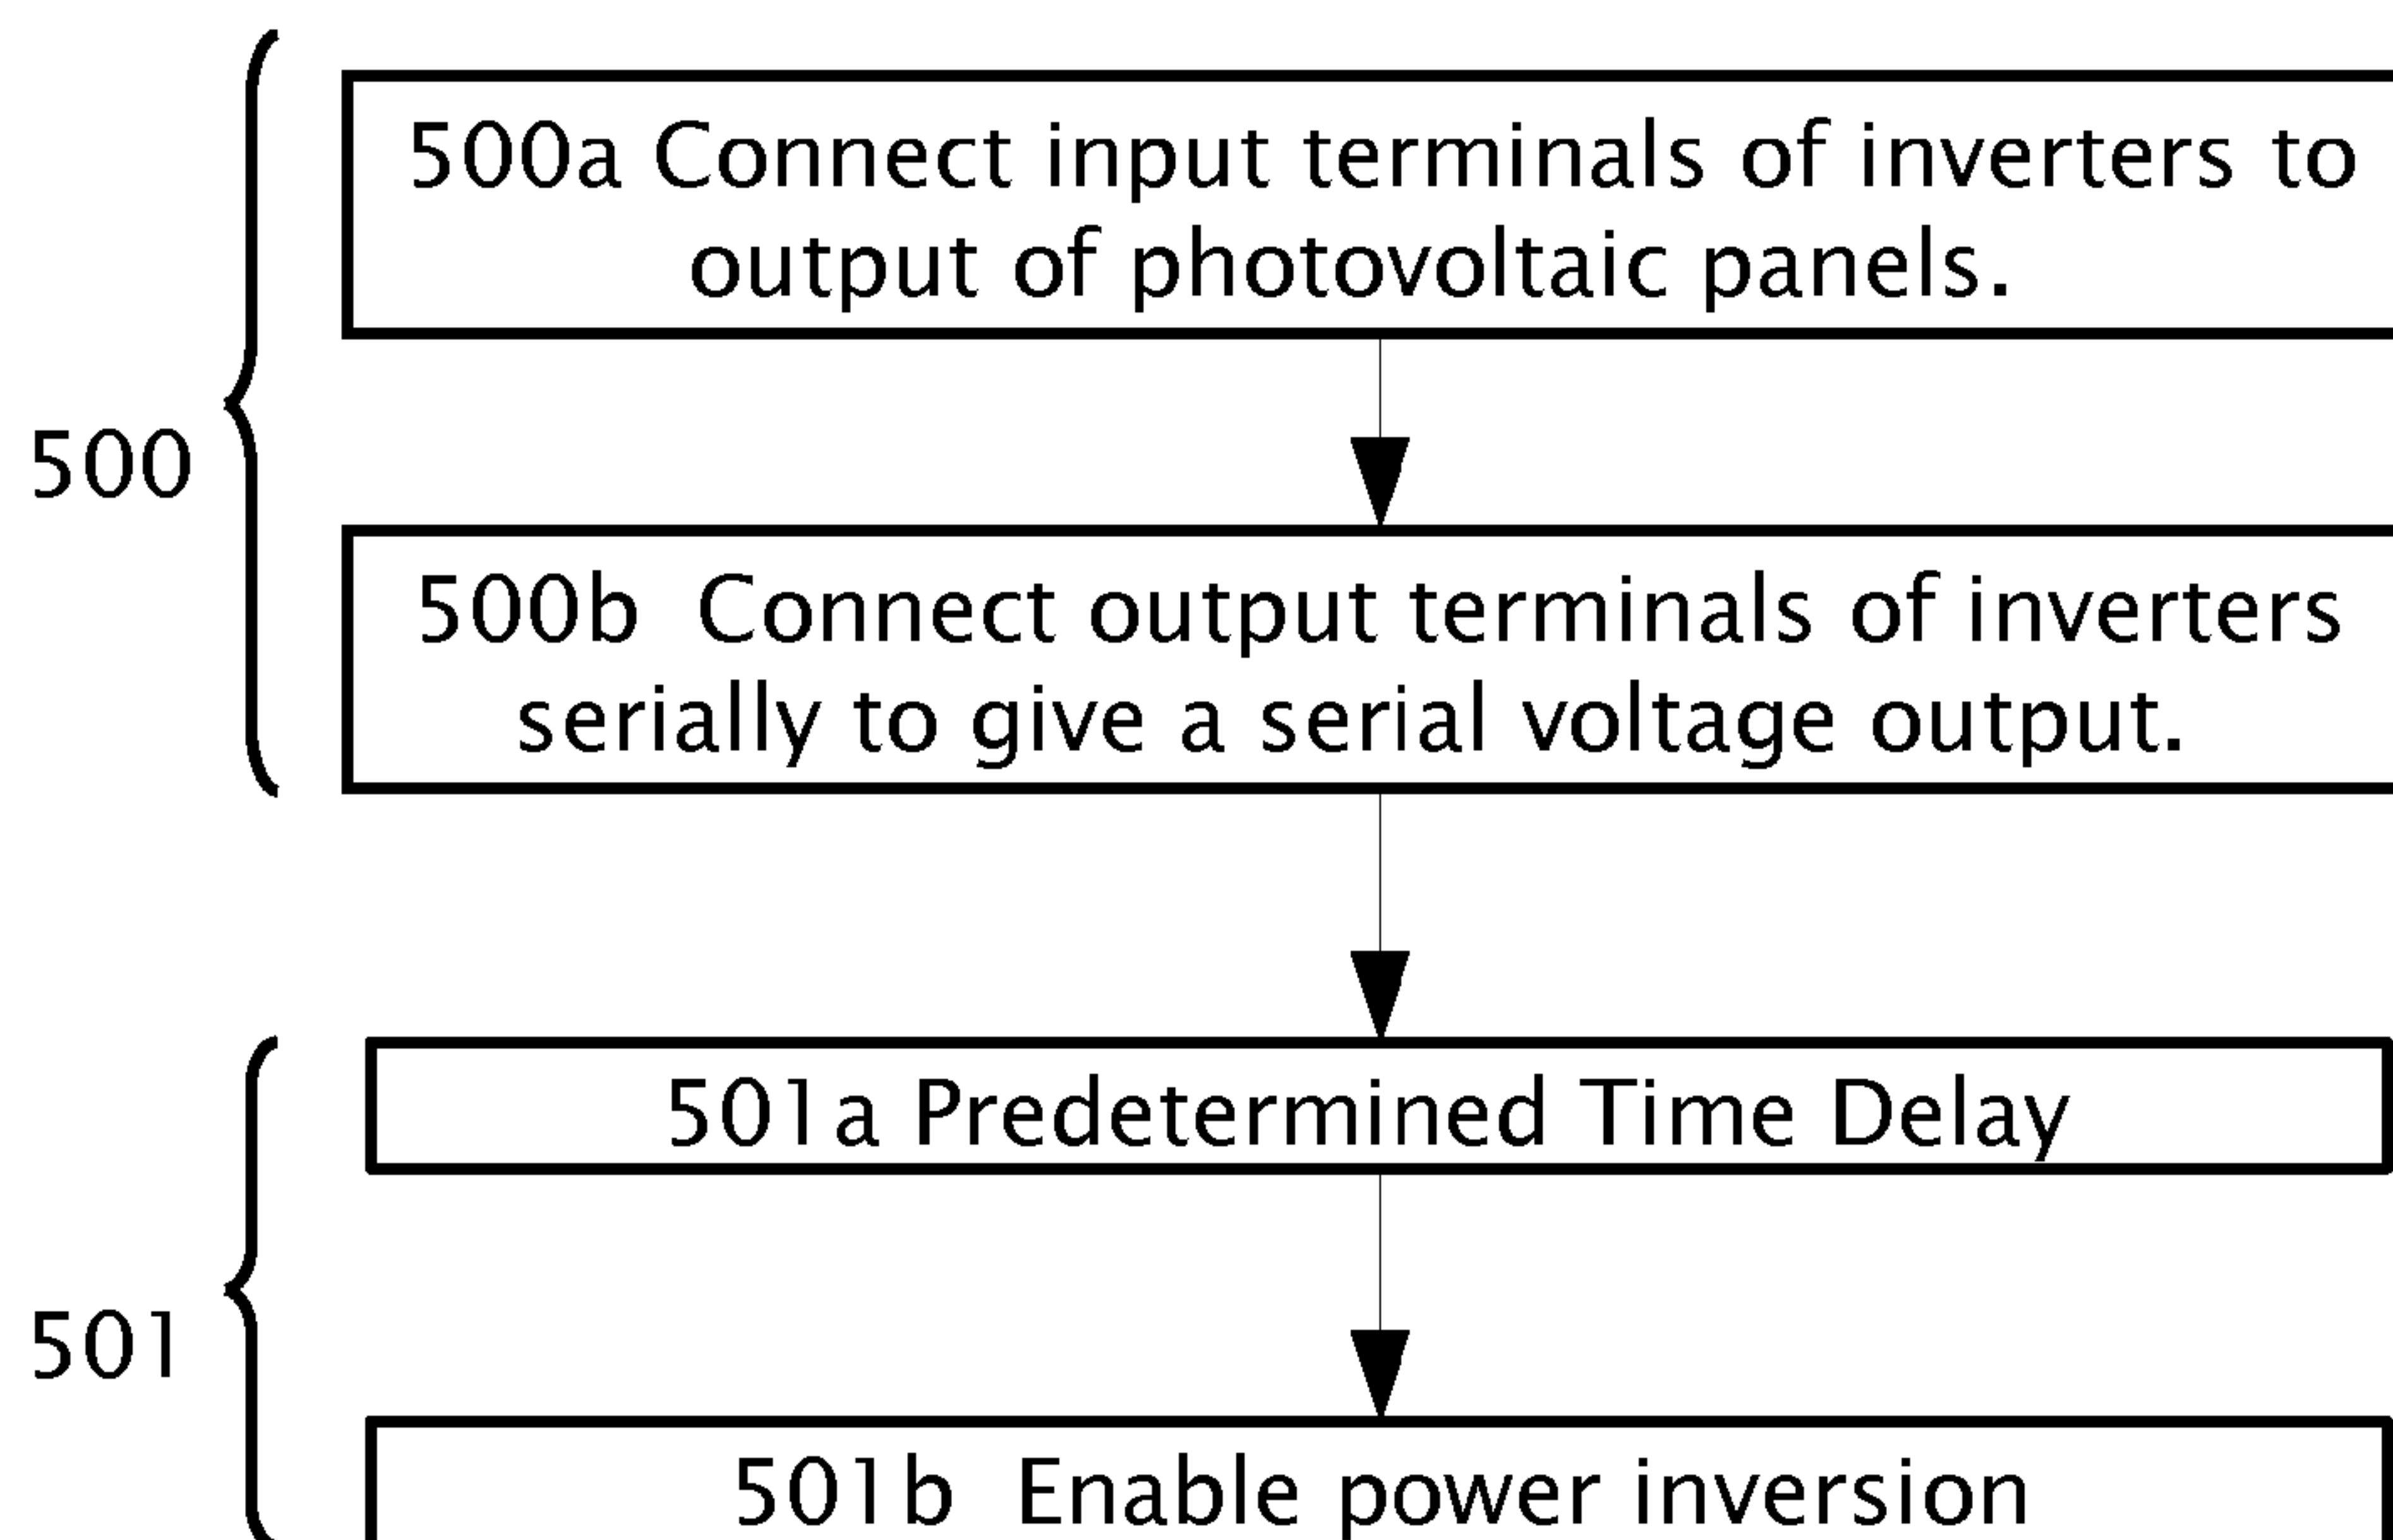 500a Connect input terminals of inverters to
output of photovoltaic panels.
500
500b Connect output terminals of inverters
serially to give a serial voltage output.
501a Predetermined Time Delay
501
501b Enable power inversion